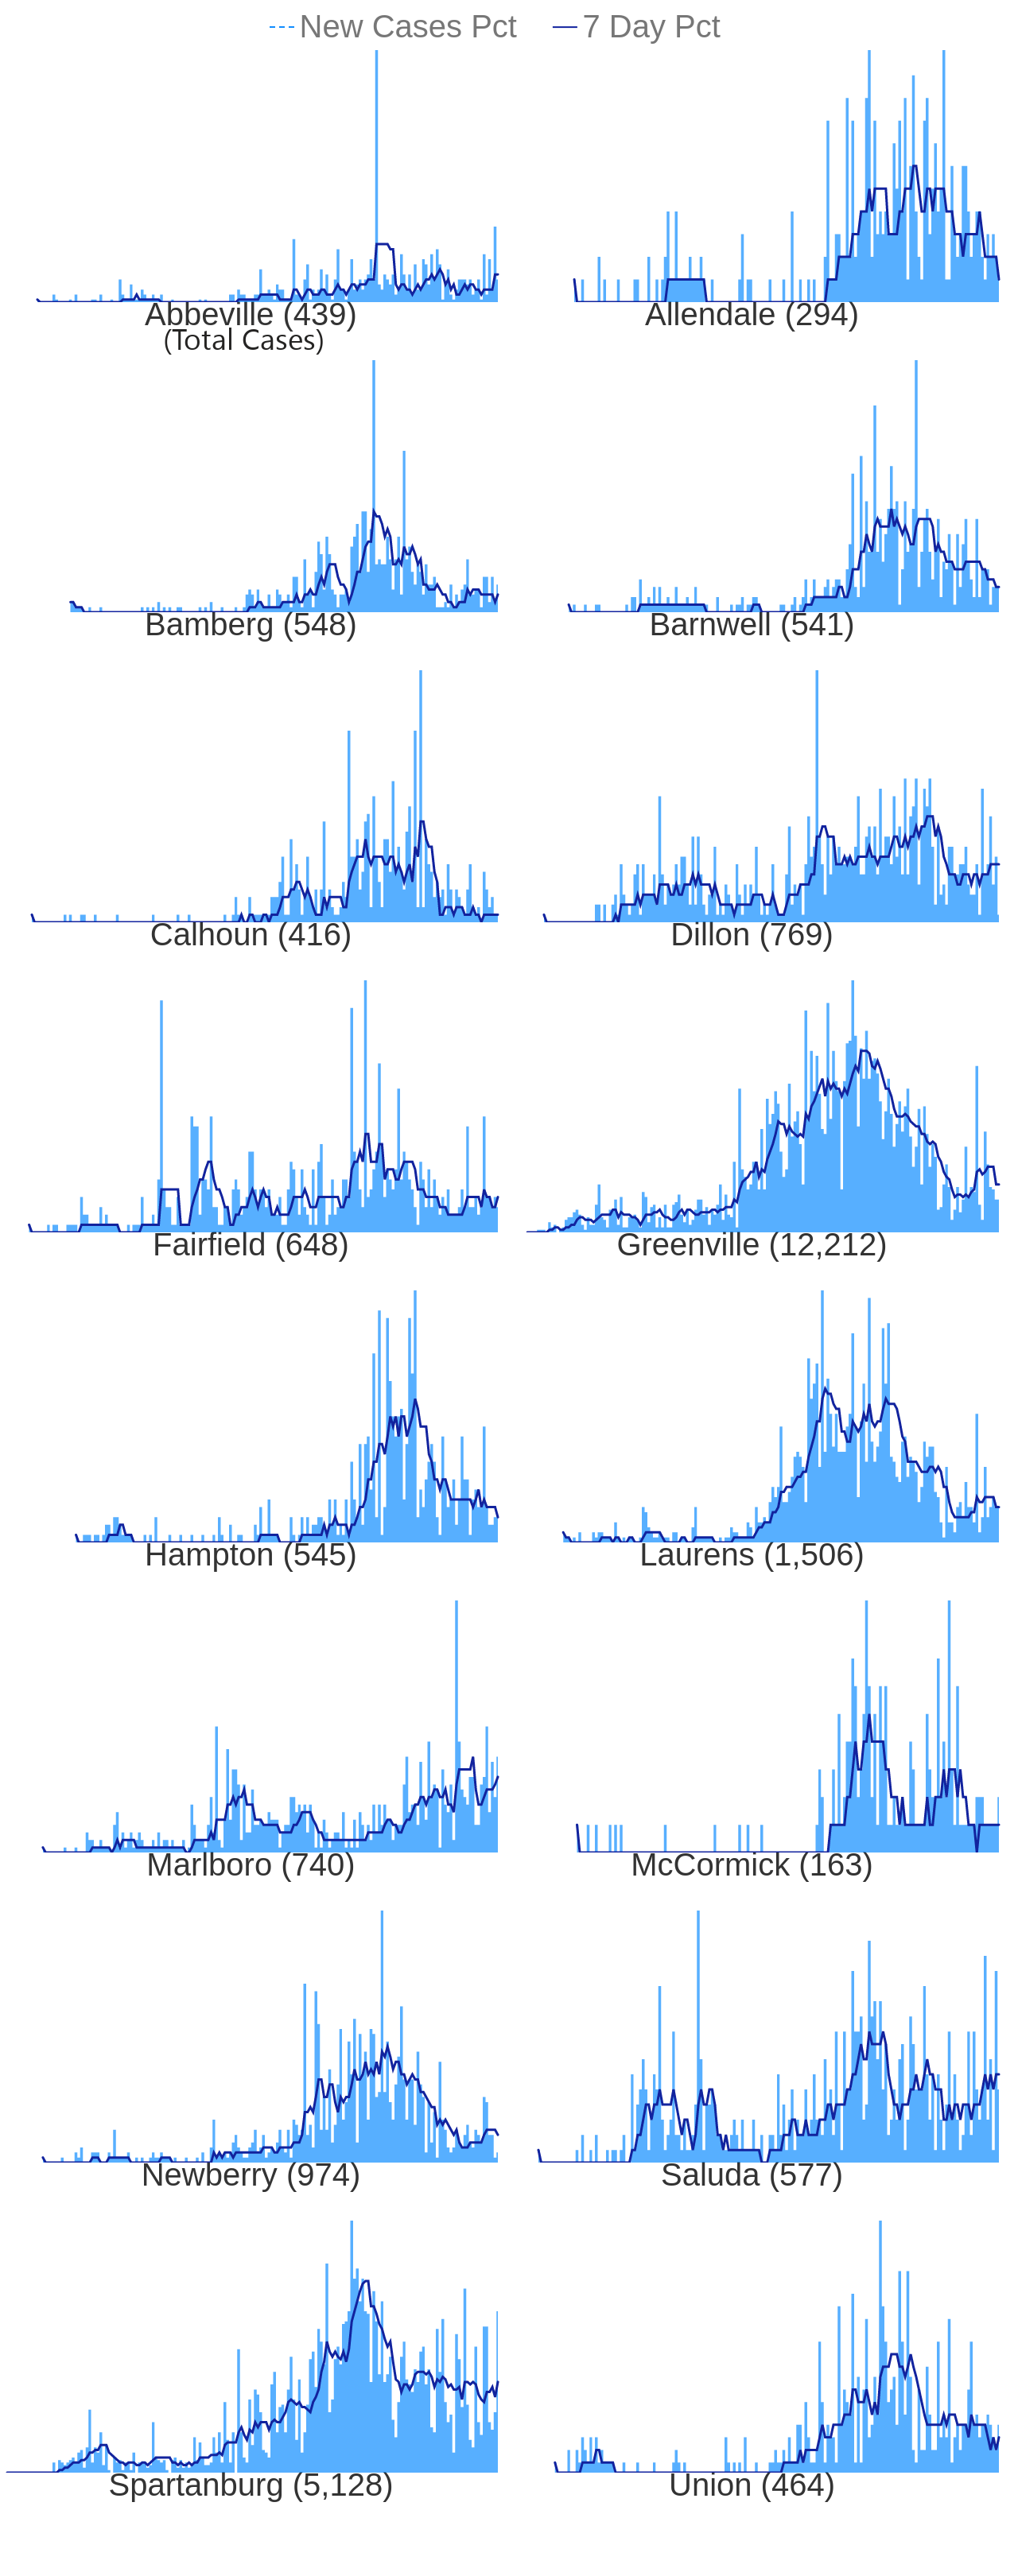 New Cases Pct 7 Day Pct
Abbeville (439) Allendale (294)
(Total Cases)
Bamberg (548) Barnwell (541)
Calhoun (416) Dillon (769)
Fairfield (648) Greenville (12,212)
Hampton (545) Laurens (1,506)
Marlboro (740) McCormick (163)
Newberry (974) Saluda (577)
Spartanburg (5,128) Union (464)